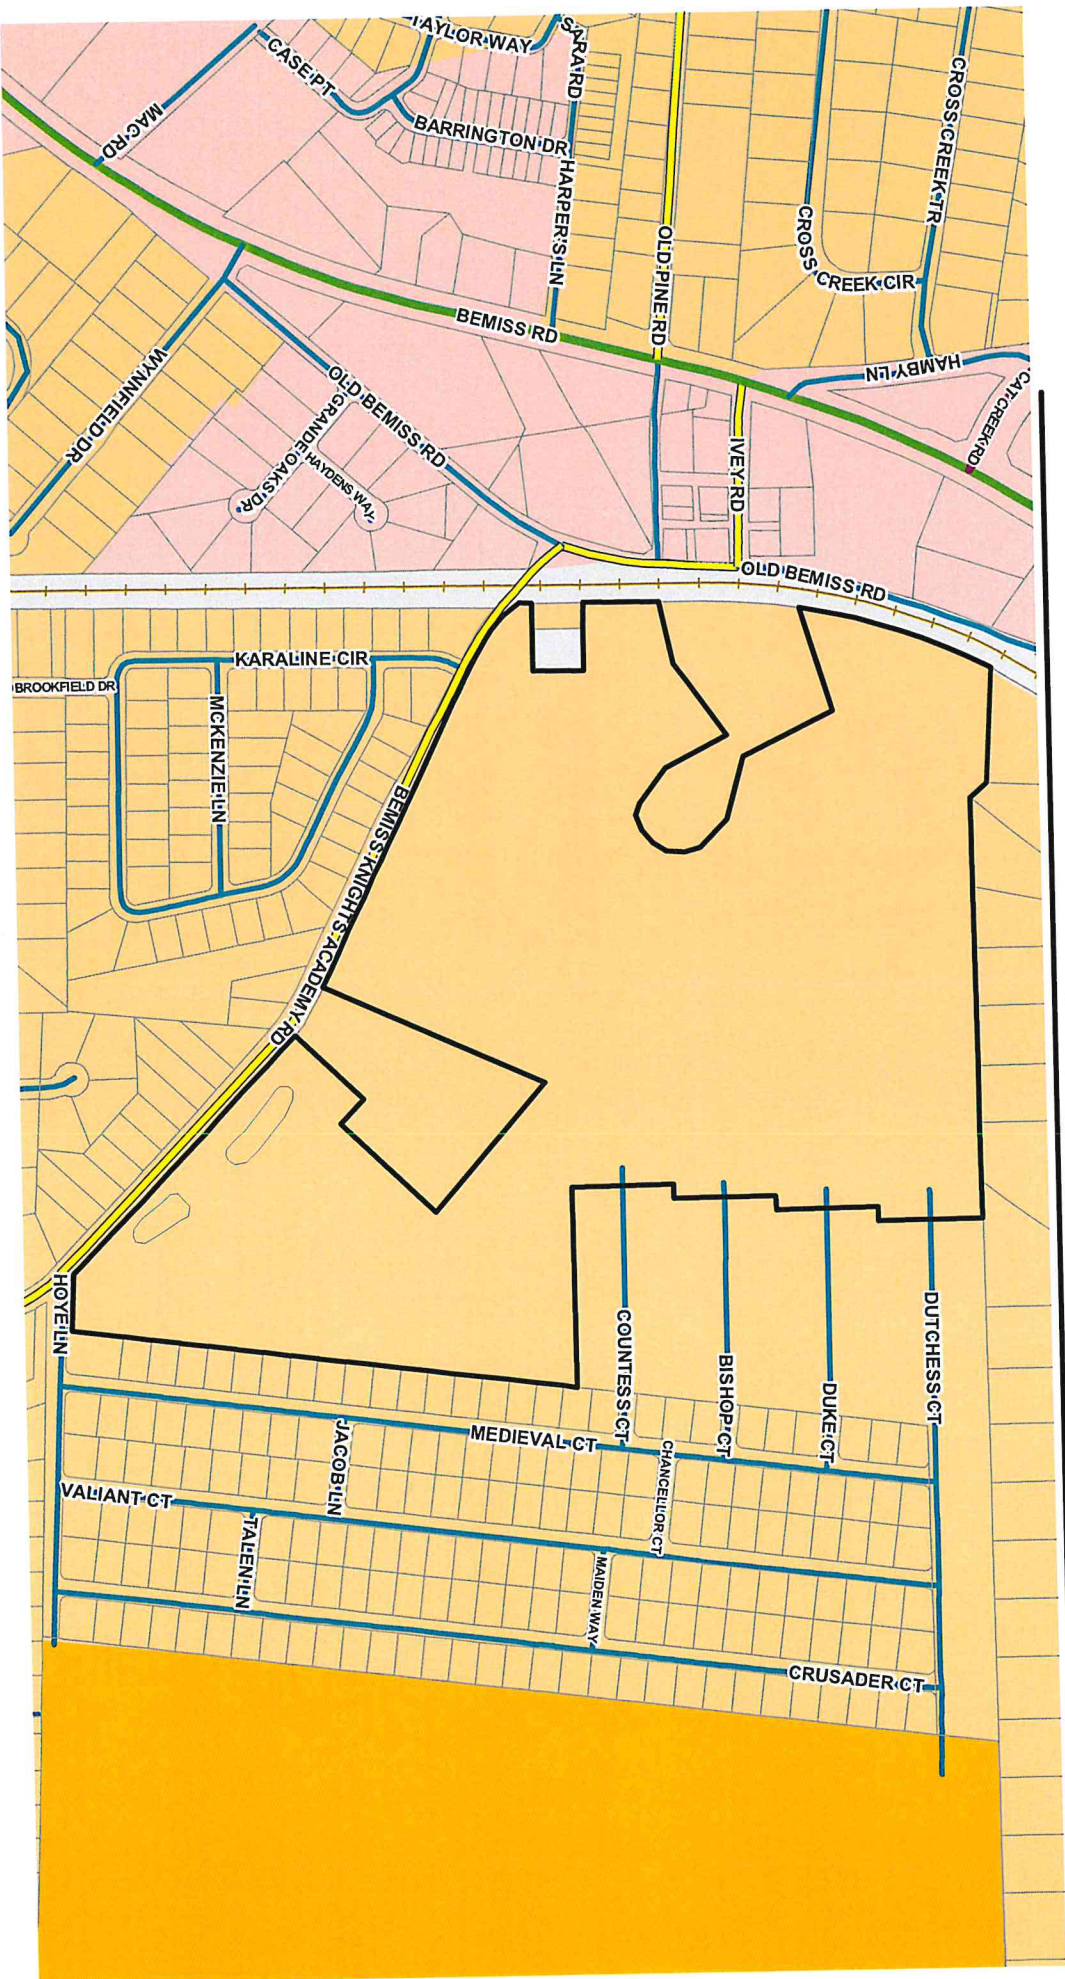 TAYLOR WAY
SARA RD
CASE PT
MAC RD
BARRINGTON DR
CROSS CREEK TR
HARPER'S LN
OLD PINE RD
CROSS CREEK CIR
BEMISS RD
HAMBY LN
CAT CREEK RD
WYNNFIELD DR
OLD BEMISS RD
GRANDE OAKS DR
HAYDENS WAY
IVEY RD
OLD BEMISS RD
KARALINE CIR
BROOKFIELD DR
MCKENZIE LN
BEMISS KNIGHTS ACADEMY RD
HOYE LN
COUNTESS CT
BISHOP CT
DUKE CT
DUTCHESS CT
MEDIEVAL CT
JACOB LN
CHANCELLOR CT
VALIANT CT
TALEN LN
MAIDEN WAY
CRUSADER CT